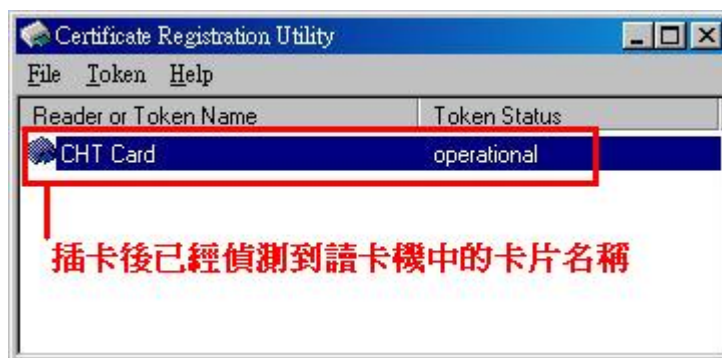 Certificate Registration Utility
File Token Help
Reader or Token Name Token Status
CHT Card operational
插卡後已經偵測到讀卡機中的卡片名稱